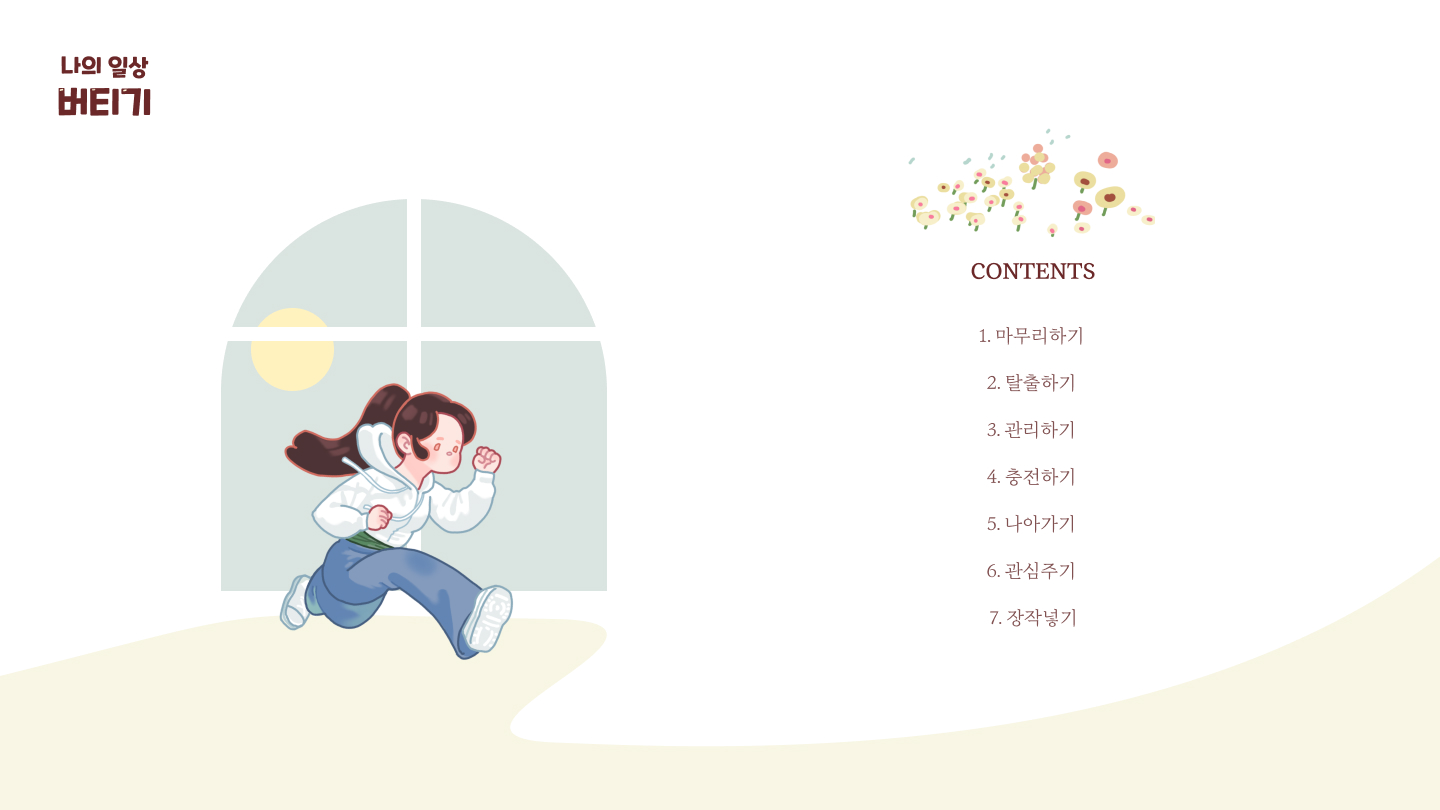 나의 일상
버티기
CONTENTS
1. 마무리하기
2. 탈출하기
3. 관리하기
4. 충전하기
5. 나아가기
6. 관심주기
7. 장작넣기